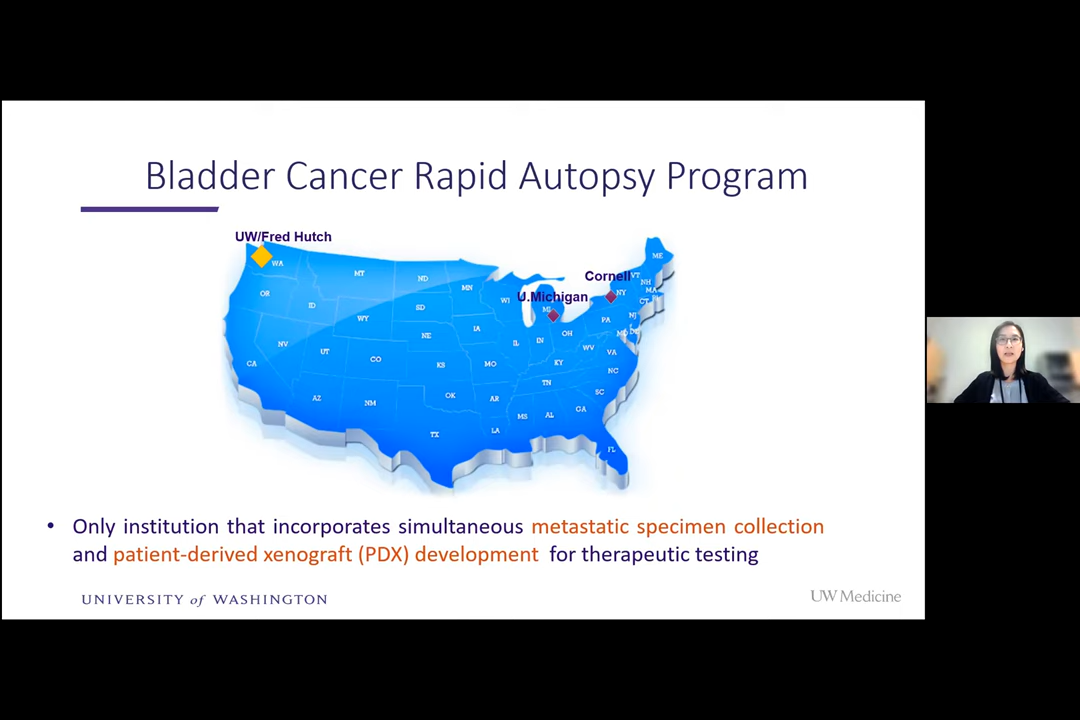 Bladder Cancer Rapid Autopsy Program
UW/Fred Hutch
Cornell
U.Michigan
WA
MT
ND
MN
OR
ID
WY
SD
WI
MI
NY
VT
NH
MA
CT
ME
NV
UT
CO
NE
IA
IL
IN
OH
PA
NJ
MD
DE
CA
AZ
NM
KS
MO
KY
WV
VA
NC
OK
AR
TN
SC
TX
LA
MS
AL
GA
FL
• Only institution that incorporates simultaneous metastatic specimen collection
and patient-derived xenograft (PDX) development for therapeutic testing
UNIVERSITY of WASHINGTON
UW Medicine